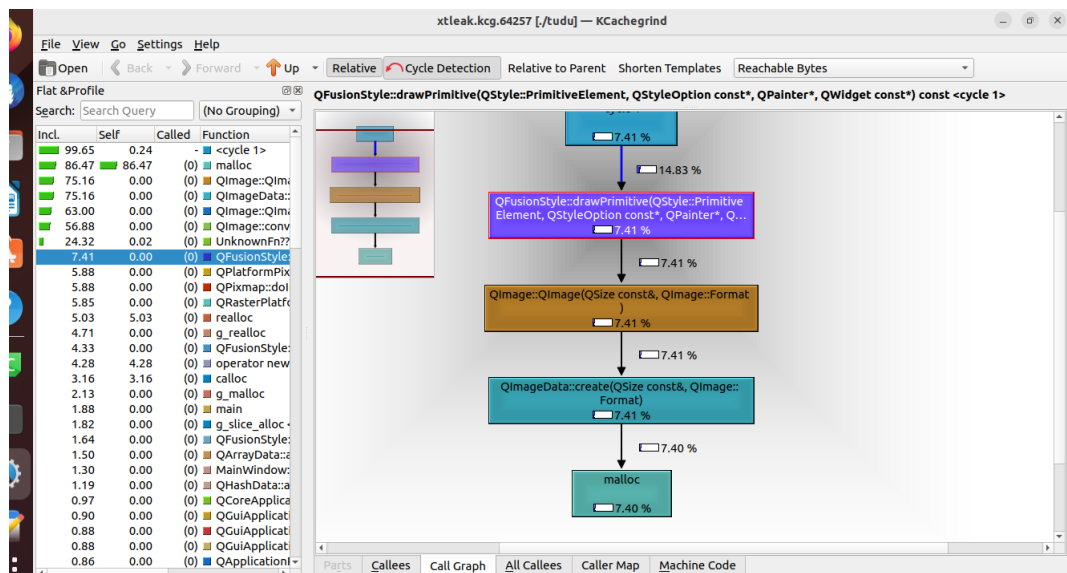 xtleak.kcg.64257 [./tudu] — KCachegrind
File View Go Settings Help
Open Back Forward Up Relative Cycle Detection Relative to Parent Shorten Templates Reachable Bytes
Flat &Profile
Search: Search Query (No Grouping)
Incl. Self Called Function
99.65 0.24 - <cycle 1>
86.47 86.47 (0) malloc
75.16 0.00 (0) QImage::QIma
75.16 0.00 (0) QImageData::
63.00 0.00 (0) QImage::QIma
56.88 0.00 (0) QImage::conv
24.32 0.02 (0) UnknownFn??
7.41 0.00 (0) QFusionStyle:
5.88 0.00 (0) QPlatformPix
5.88 0.00 (0) QPixmap::doI
5.85 0.00 (0) QRasterPlatfo
5.03 5.03 (0) realloc
4.71 0.00 (0) g_realloc
4.33 0.00 (0) QFusionStyle:
4.28 4.28 (0) operator new
3.16 3.16 (0) calloc
2.13 0.00 (0) g_malloc
1.88 0.00 (0) main
1.82 0.00 (0) g_slice_alloc
1.64 0.00 (0) QFusionStyle:
1.50 0.00 (0) QArrayData::a
1.30 0.00 (0) MainWindow:
1.19 0.00 (0) QHashData::a
0.97 0.00 (0) QCoreApplica
0.90 0.00 (0) QGuiApplicati
0.88 0.00 (0) QGuiApplicati
0.88 0.00 (0) QGuiApplicati
0.86 0.00 (0) QApplication
QFusionStyle::drawPrimitive(QStyle::PrimitiveElement, QStyleOption const*, QPainter*, QWidget const*) const <cycle 1>
7.41 %
14.83 %
QFusionStyle::drawPrimitive(QStyle::Primitive
Element, QStyleOption const*, QPainter*, Q...
7.41 %
7.41 %
QImage::QImage(QSize const&, QImage::Format
)
7.41 %
7.41 %
QImageData::create(QSize const&, QImage::
Format)
7.41 %
7.40 %
malloc
7.40 %
Parts Callees Call Graph All Callees Caller Map Machine Code